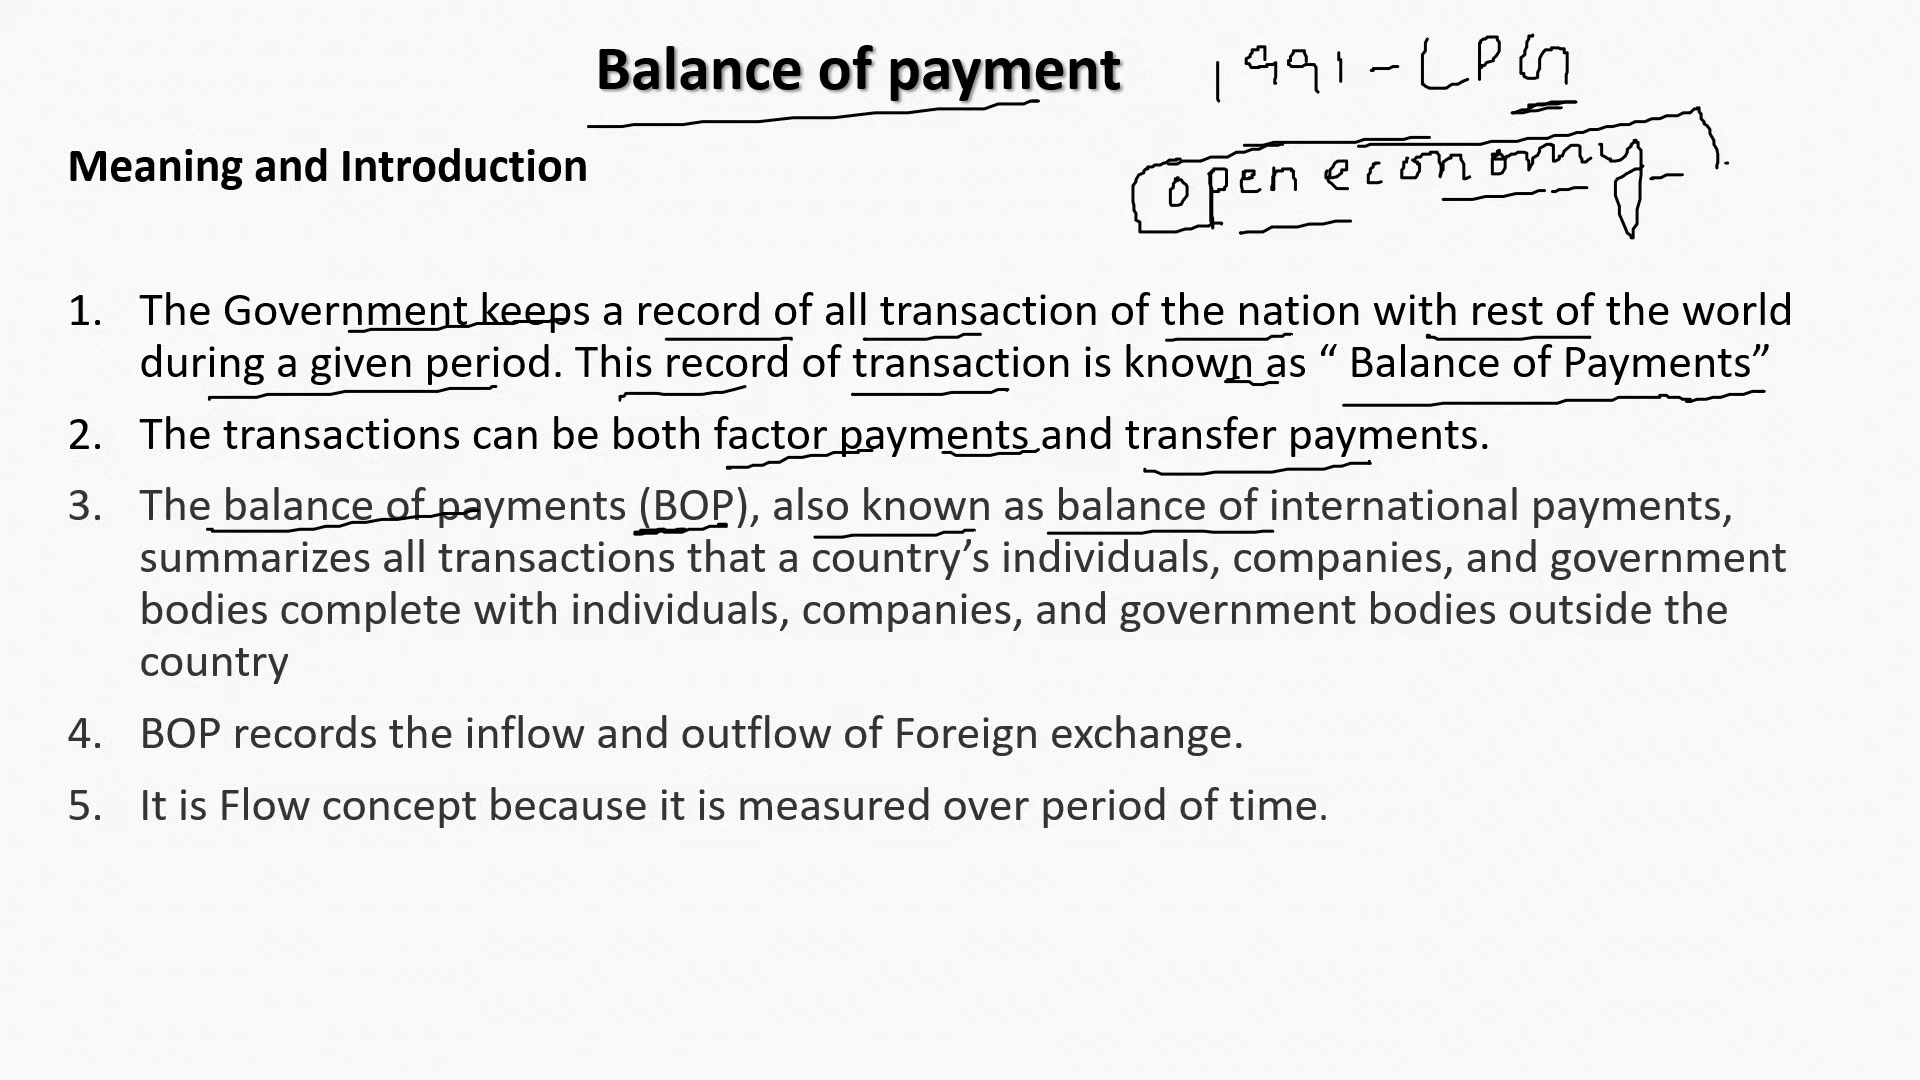 Balance of payment
1991 - LPG
Meaning and Introduction
open economy
1. The Government keeps a record of all transaction of the nation with rest of the world
during a given period. This record of transaction is known as “ Balance of Payments”
2. The transactions can be both factor payments and transfer payments.
3. The balance of payments (BOP), also known as balance of international payments,
summarizes all transactions that a country’s individuals, companies, and government
bodies complete with individuals, companies, and government bodies outside the
country
4. BOP records the inflow and outflow of Foreign exchange.
5. It is Flow concept because it is measured over period of time.